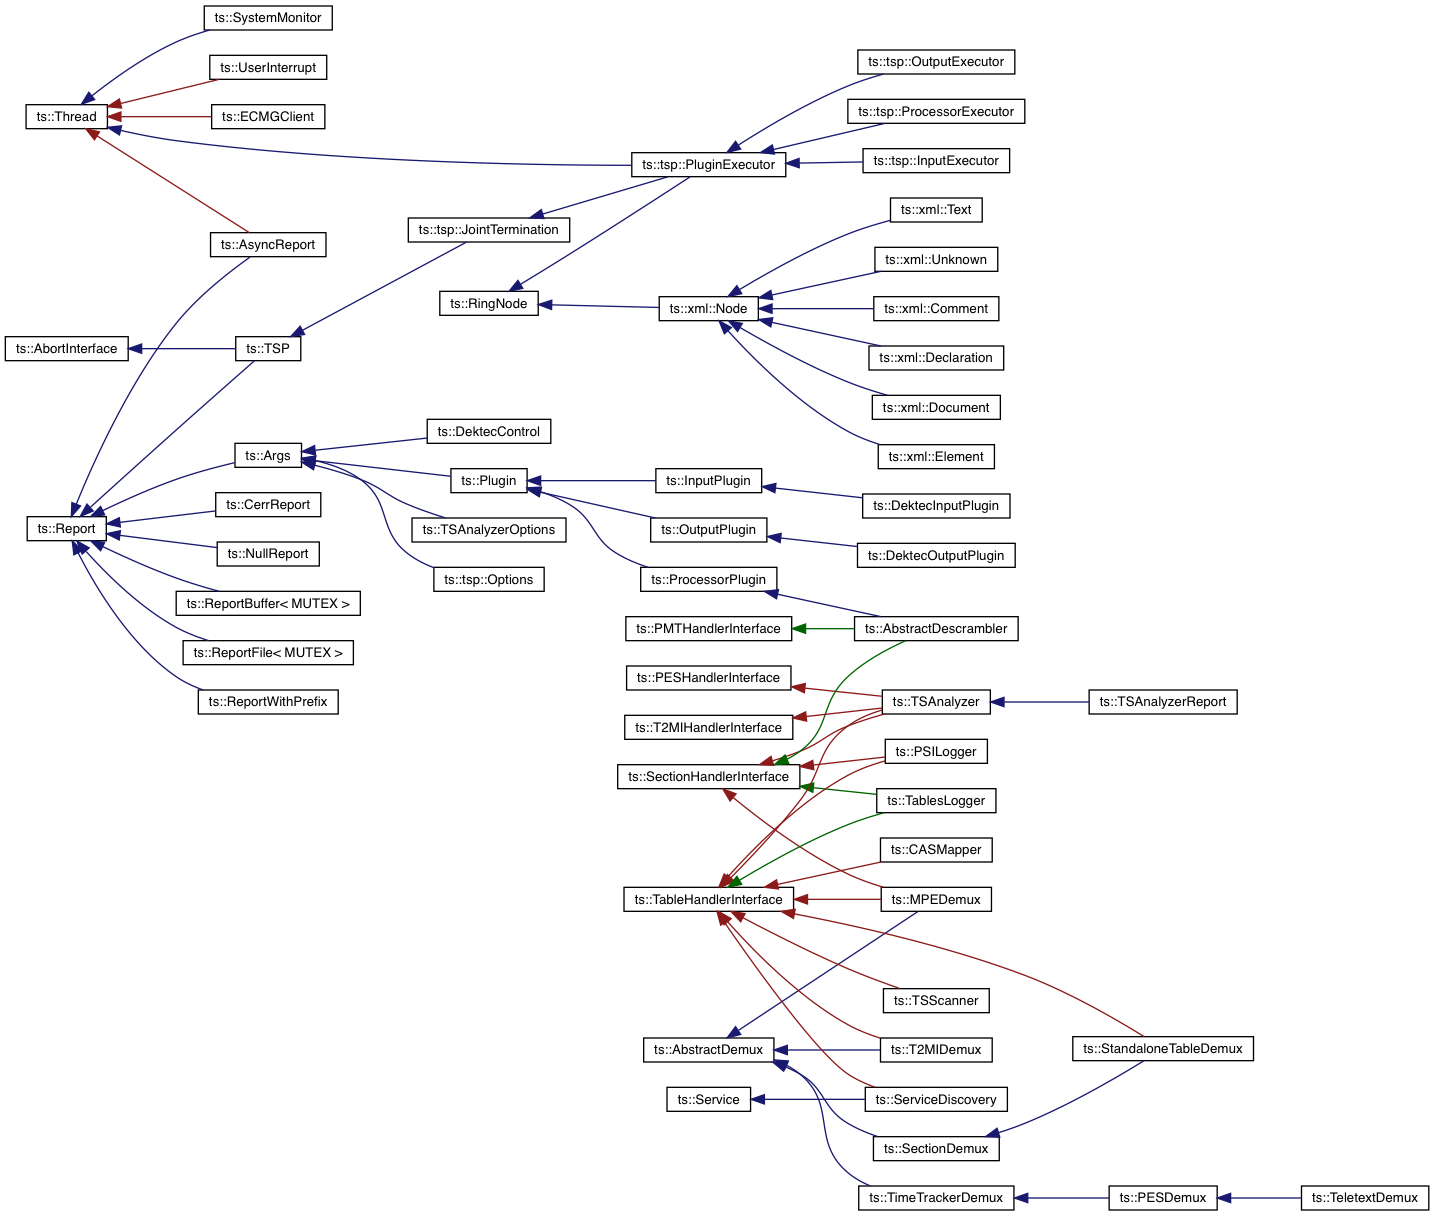 ts::SystemMonitor
ts::UserInterrupt
ts::Thread
ts::ECMGClient
ts::tsp::OutputExecutor
ts::tsp::ProcessorExecutor
ts::tsp::PluginExecutor
ts::tsp::InputExecutor
ts::xml::Text
ts::tsp::JointTermination
ts::AsyncReport
ts::xml::Unknown
ts::RingNode
ts::xml::Node
ts::xml::Comment
ts::AbortInterface
ts::TSP
ts::xml::Declaration
ts::xml::Document
ts::DektecControl
ts::Args
ts::xml::Element
ts::Plugin
ts::InputPlugin
ts::CerrReport
ts::DektecInputPlugin
ts::Report
ts::TSAnalyzerOptions
ts::OutputPlugin
ts::NullReport
ts::DektecOutputPlugin
ts::tsp::Options
ts::ProcessorPlugin
ts::ReportBuffer< MUTEX >
ts::PMTHandlerInterface
ts::AbstractDescrambler
ts::ReportFile< MUTEX >
ts::PESHandlerInterface
ts::ReportWithPrefix
ts::TSAnalyzer
ts::TSAnalyzerReport
ts::T2MIHandlerInterface
ts::PSILogger
ts::SectionHandlerInterface
ts::TablesLogger
ts::CASMapper
ts::TableHandlerInterface
ts::MPEDemux
ts::TSScanner
ts::AbstractDemux
ts::T2MIDemux
ts::StandaloneTableDemux
ts::Service
ts::ServiceDiscovery
ts::SectionDemux
ts::TimeTrackerDemux
ts::PESDemux
ts::TeletextDemux